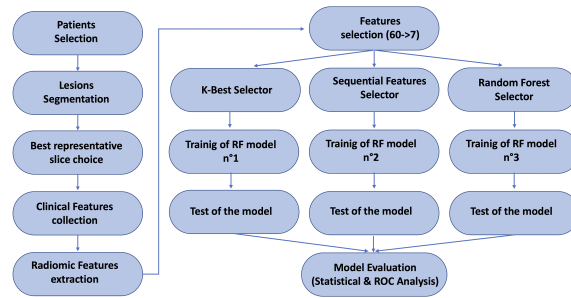 Patients
Selection
Lesions
Segmentation
Best representative
slice choice
Clinical Features
collection
Radiomic Features
extraction
Features
selection (60->7)
K-Best Selector
Sequential Features
Selector
Random Forest
Selector
Trainig of RF model
n°1
Trainig of RF model
n°2
Trainig of RF model
n°3
Test of the model
Test of the model
Test of the model
Model Evaluation
(Statistical & ROC Analysis)